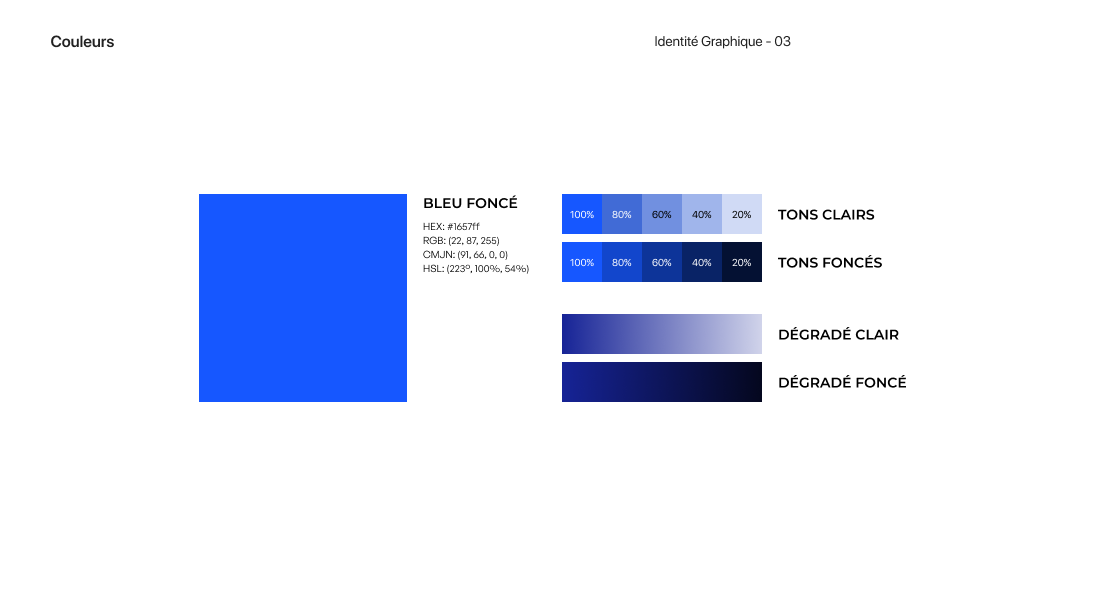 Couleurs
Identité Graphique - 03
BLEU FONCÉ
HEX: #1657ff
RGB: (22, 87, 255)
CMJN: (91, 66, 0, 0)
HSL: (223º, 100%, 54%)
100% 80% 60% 40% 20%
TONS CLAIRS
100% 80% 60% 40% 20%
TONS FONCÉS
DÉGRADÉ CLAIR
DÉGRADÉ FONCÉ